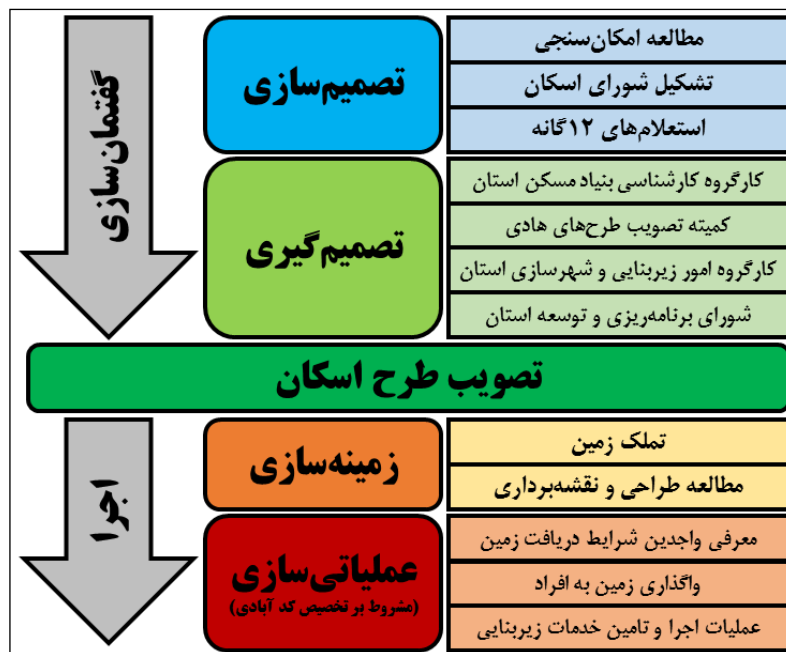 گفتمان‌سازی
تصمیم‌سازی
مطالعه امکان‌سنجی
تشکیل شورای اسکان
استعلام‌های ۱۲گانه
تصمیم‌گیری
کارگروه کارشناسی بنیاد مسکن استان
کمیته تصویب طرح‌های هادی
کارگروه امور زیربنایی و شهرسازی استان
شورای برنامه‌ریزی و توسعه استان
تصویب طرح اسکان
اجرا
زمینه‌سازی
تملک زمین
مطالعه طراحی و نقشه‌برداری
عملیاتی‌سازی
(مشروط بر تخصیص کد آبادی)
معرفی واجدین شرایط دریافت زمین
واگذاری زمین به افراد
عملیات اجرا و تامین خدمات زیربنایی